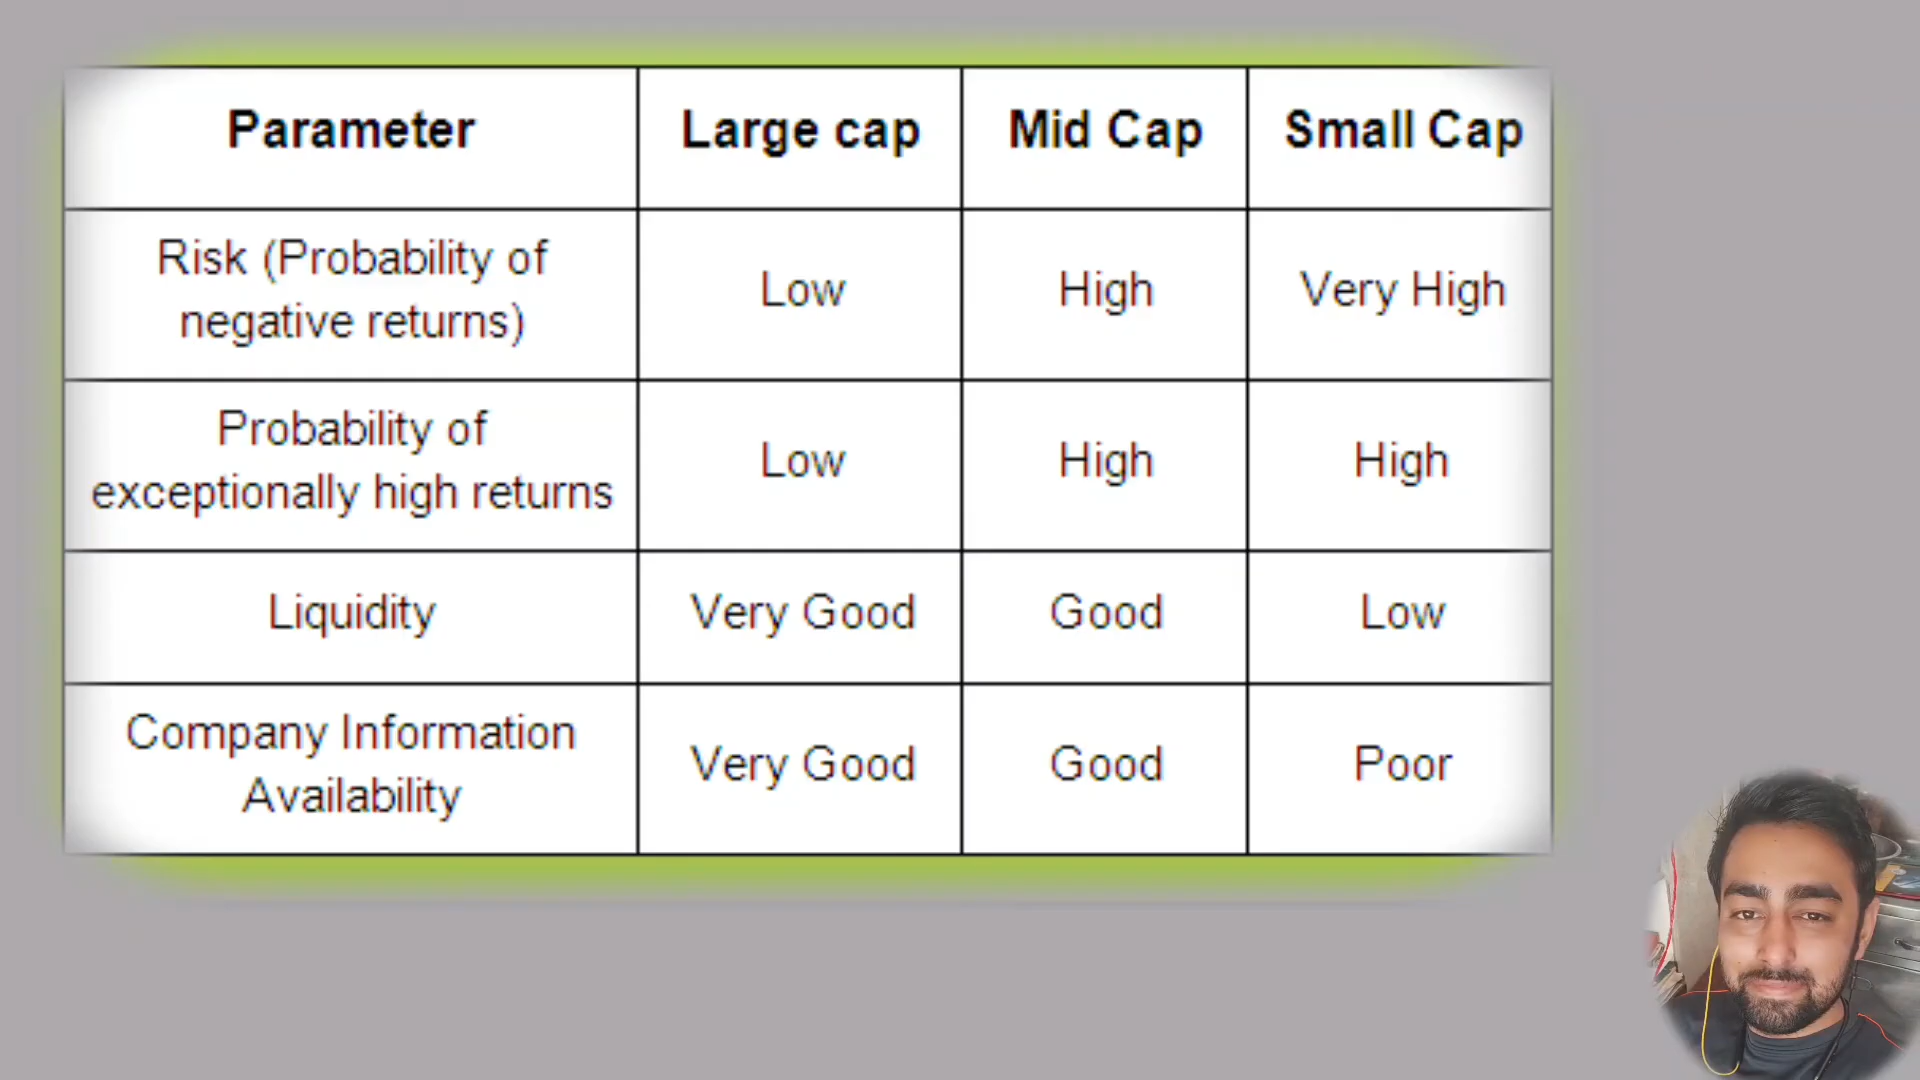 Parameter Large cap Mid Cap Small Cap
Risk (Probability of
negative returns) Low High Very High
Probability of
exceptionally high returns Low High High
Liquidity Very Good Good Low
Company Information
Availability Very Good Good Poor